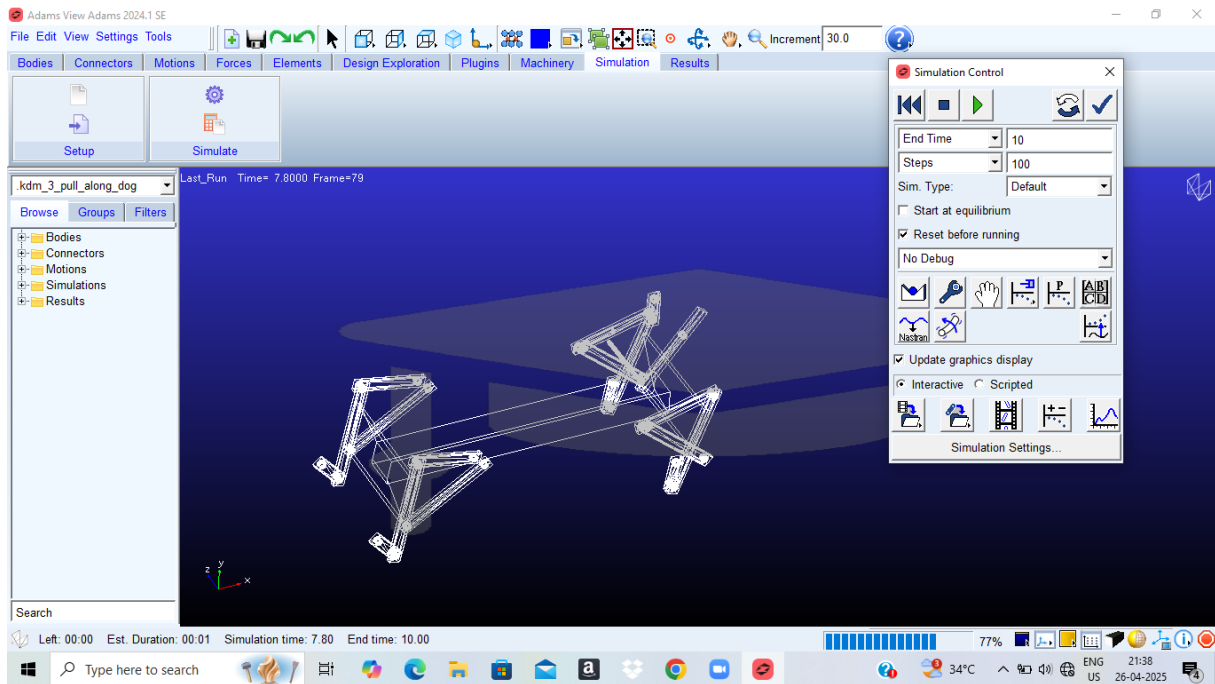 Adams View Adams 2024.1 SE
File Edit View Settings Tools
Increment 30.0
Bodies Connectors Motions Forces Elements Design Exploration Plugins Machinery Simulation Results
Setup Simulate
.kdm_3_pull_along_dog
Browse Groups Filters
Bodies
Connectors
Motions
Simulations
Results
Search
Last_Run Time= 7.8000 Frame=79
z y x
Simulation Control
End Time 10
Steps 100
Sim. Type: Default
Start at equilibrium
Reset before running
No Debug
P
A B
C D
Nastran
Update graphics display
Interactive Scripted
Simulation Settings...
Left: 00:00 Est. Duration: 00:01 Simulation time: 7.80 End time: 10.00
77%
Type here to search
a
3
34°C
ENG
US
21:38
26-04-2025
4